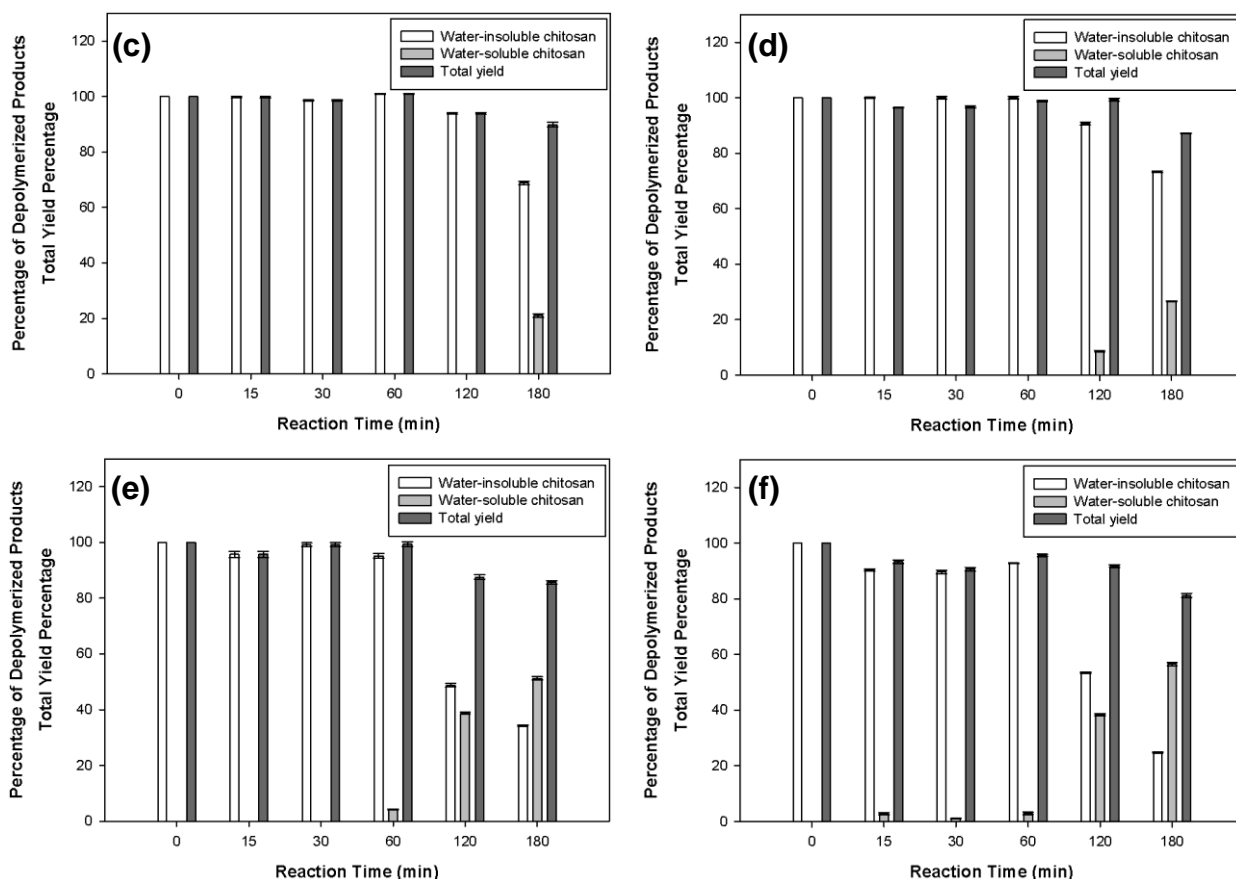 (c)
Water-insoluble chitosan
Water-soluble chitosan
Total yield
Percentage of Depolymerized Products
Total Yield Percentage
120
100
80
60
40
20
0
0 15 30 60 120 180
Reaction Time (min)
(d)
Water-insoluble chitosan
Water-soluble chitosan
Total yield
Percentage of Depolymerized Products
Total Yield Percentage
120
100
80
60
40
20
0
0 15 30 60 120 180
Reaction Time (min)
(e)
Water-insoluble chitosan
Water-soluble chitosan
Total yield
Percentage of Depolymerized Products
Total Yield Percentage
120
100
80
60
40
20
0
0 15 30 60 120 180
Reaction Time (min)
(f)
Water-insoluble chitosan
Water-soluble chitosan
Total yield
Percentage of Depolymerized Products
Total Yield Percentage
120
100
80
60
40
20
0
0 15 30 60 120 180
Reaction Time (min)